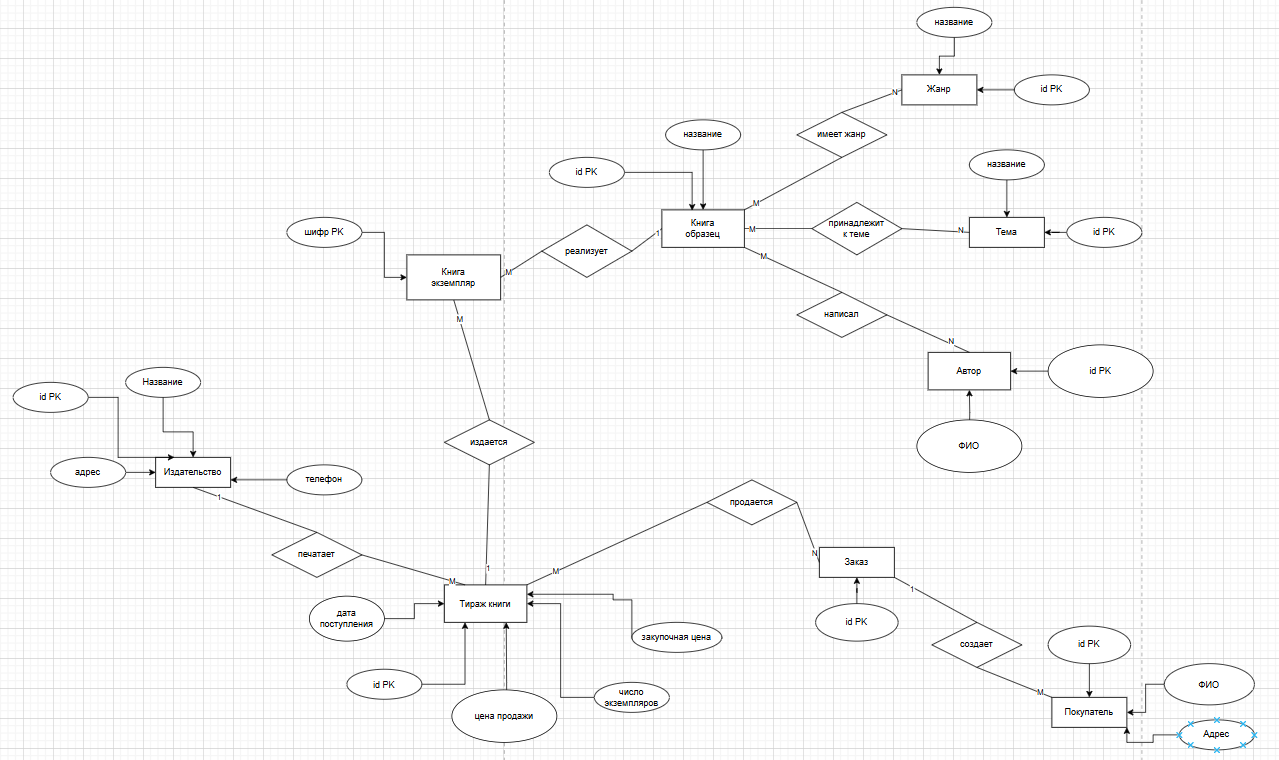 название
Жанр
id PK
N
имеет жанр
название
id PK
M
название
Книга
образец
M
принадлежит
к теме
N
Тема
id PK
шифр PK
1
реализует
M
Книга
экземпляр
M
написал
N
M
Автор
id PK
ФИО
id PK
Название
адрес
Издательство
телефон
издается
1
продается
печатает
M
M
N
Заказ
1
1
Тираж книги
дата
поступления
закупочная цена
id PK
id PK
цена продажи
число
экземпляров
создает
id PK
M
Покупатель
ФИО
Адрес